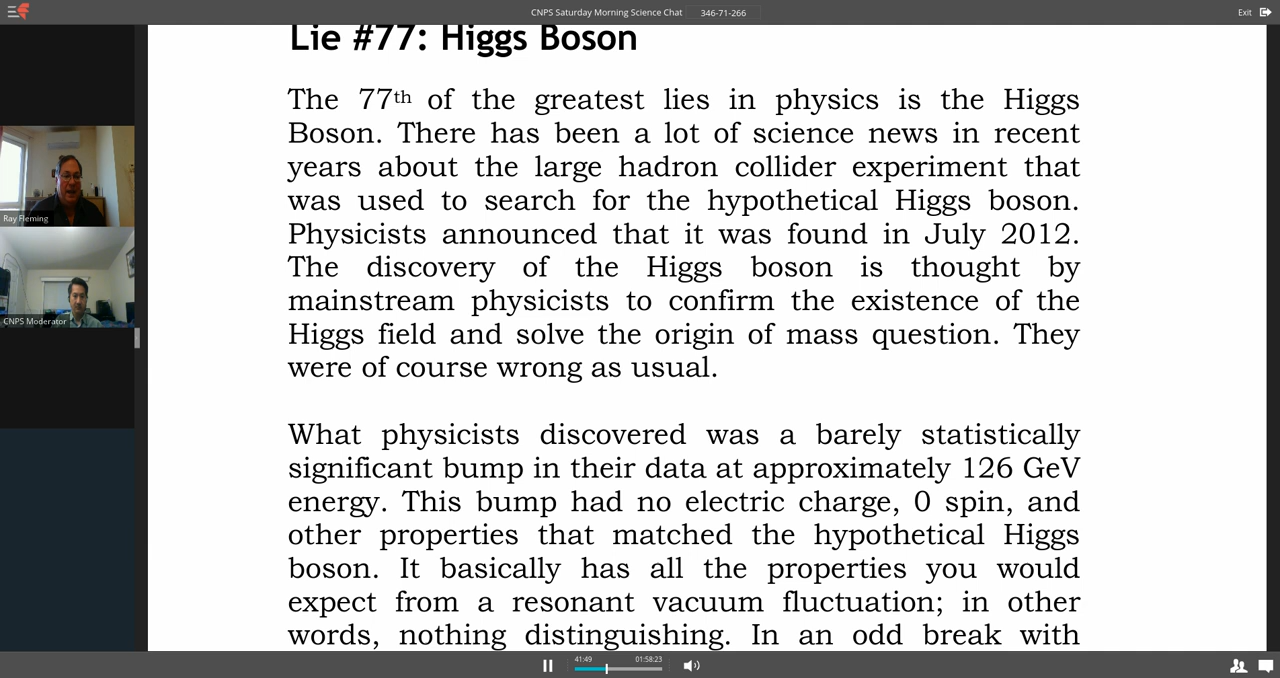 CNPS Saturday Morning Science Chat 346-71-266
Exit
Lie #77: Higgs Boson
The 77th of the greatest lies in physics is the Higgs
Boson. There has been a lot of science news in recent
years about the large hadron collider experiment that
was used to search for the hypothetical Higgs boson.
Physicists announced that it was found in July 2012.
The discovery of the Higgs boson is thought by
mainstream physicists to confirm the existence of the
Higgs field and solve the origin of mass question. They
were of course wrong as usual.
What physicists discovered was a barely statistically
significant bump in their data at approximately 126 GeV
energy. This bump had no electric charge, 0 spin, and
other properties that matched the hypothetical Higgs
boson. It basically has all the properties you would
expect from a resonant vacuum fluctuation; in other
words, nothing distinguishing. In an odd break with
Ray Fleming
CNPS Moderator
41:49
01:58:23